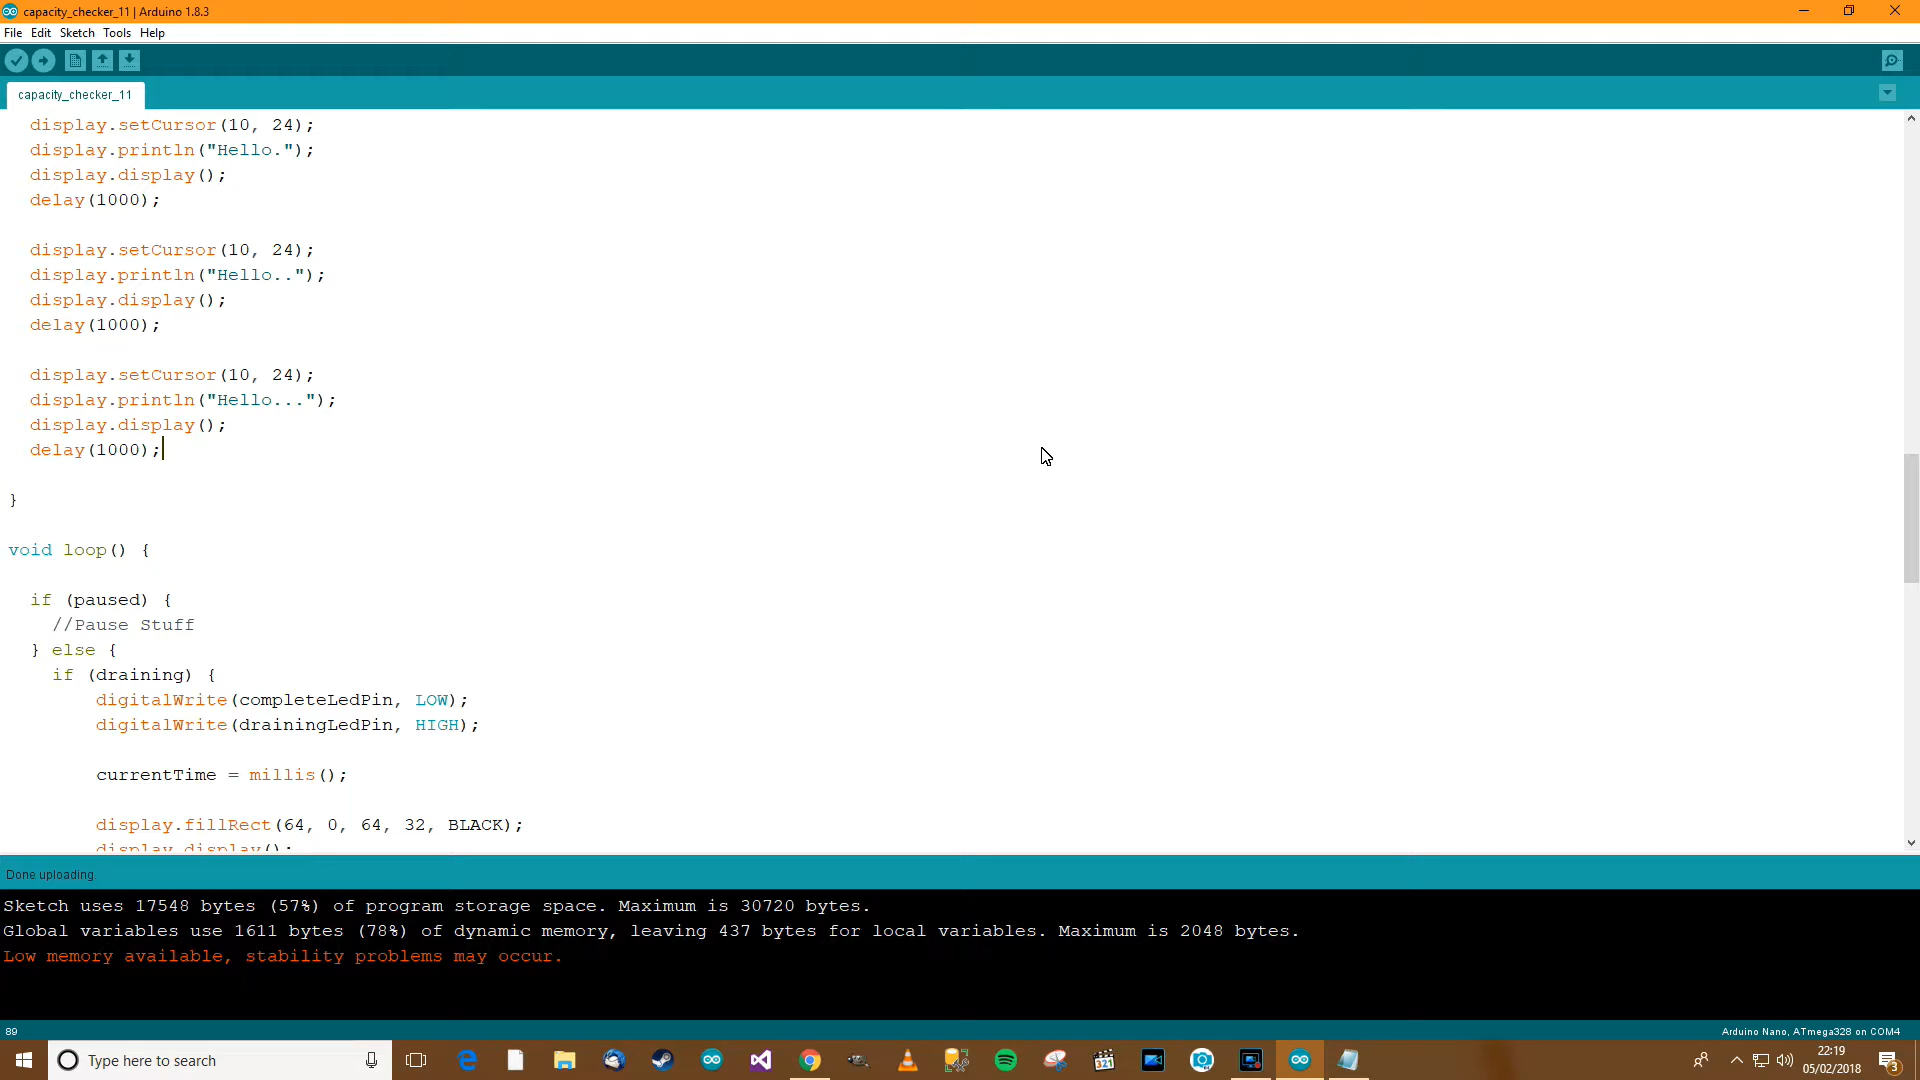 capacity_checker_11 | Arduino 1.8.3
File Edit Sketch Tools Help
capacity_checker_11
display.setCursor(10, 24);
display.println("Hello.");
display.display();
delay(1000);
display.setCursor(10, 24);
display.println("Hello..");
display.display();
delay(1000);
display.setCursor(10, 24);
display.println("Hello...");
display.display();
delay(1000);
}
void loop() {
if (paused) {
//Pause Stuff
} else {
if (draining) {
digitalWrite(completeLedPin, LOW);
digitalWrite(drainingLedPin, HIGH);
currentTime = millis();
display.fillRect(64, 0, 64, 32, BLACK);
display.display();
Done uploading.
Sketch uses 17548 bytes (57%) of program storage space. Maximum is 30720 bytes.
Global variables use 1611 bytes (78%) of dynamic memory, leaving 437 bytes for local variables. Maximum is 2048 bytes.
Low memory available, stability problems may occur.
89
Arduino Nano, ATmega328 on COM4
Type here to search
321
22:19
05/02/2018
3